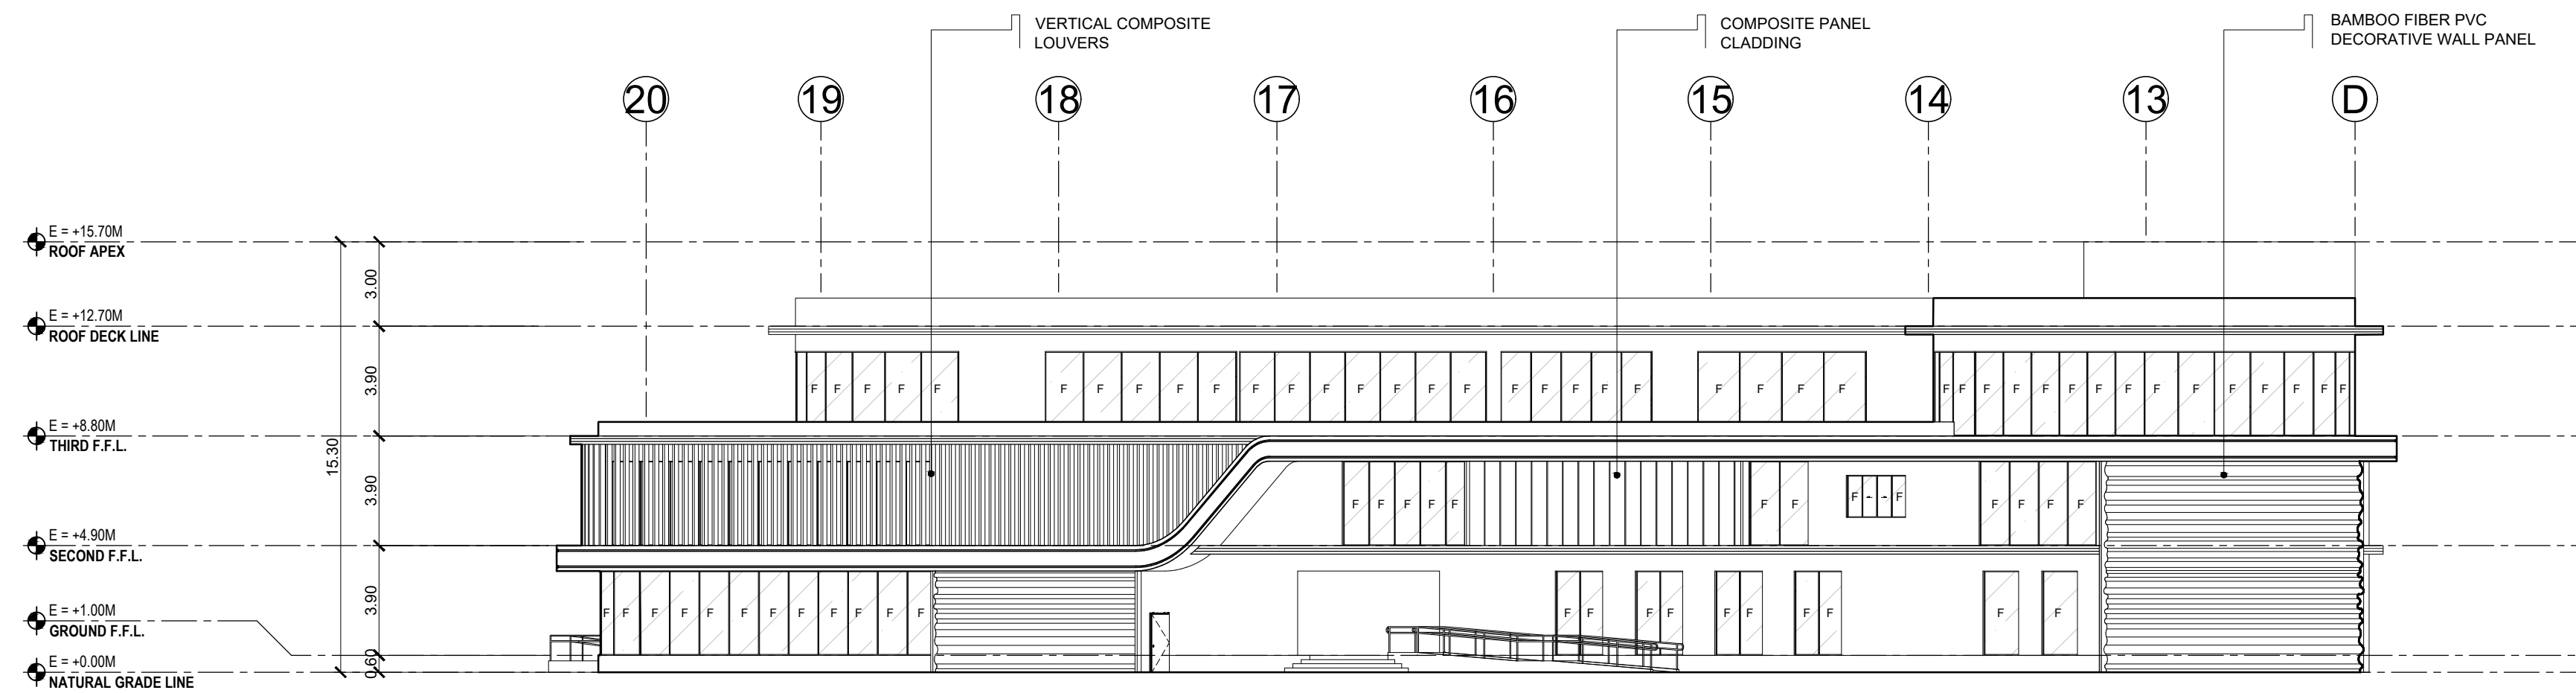 VERTICAL COMPOSITE
LOUVERS
COMPOSITE PANEL
CLADDING
BAMBOO FIBER PVC
DECORATIVE WALL PANEL
20 19 18 17 16 15 14 13 D
E = +15.70M
ROOF APEX
3.00
E = +12.70M
ROOF DECK LINE
3.90
F F F F F F F F F F F F F F F F F F F F F F F F F F F F F F F F F F F F F F F F
E = +8.80M
THIRD F.F.L.
15.30
3.90
F F F F F F F F F F F F F
E = +4.90M
SECOND F.F.L.
3.90
F F F F F F F F F F F F F F F F F F F F F
E = +1.00M
GROUND F.F.L.
0.60
E = +0.00M
NATURAL GRADE LINE